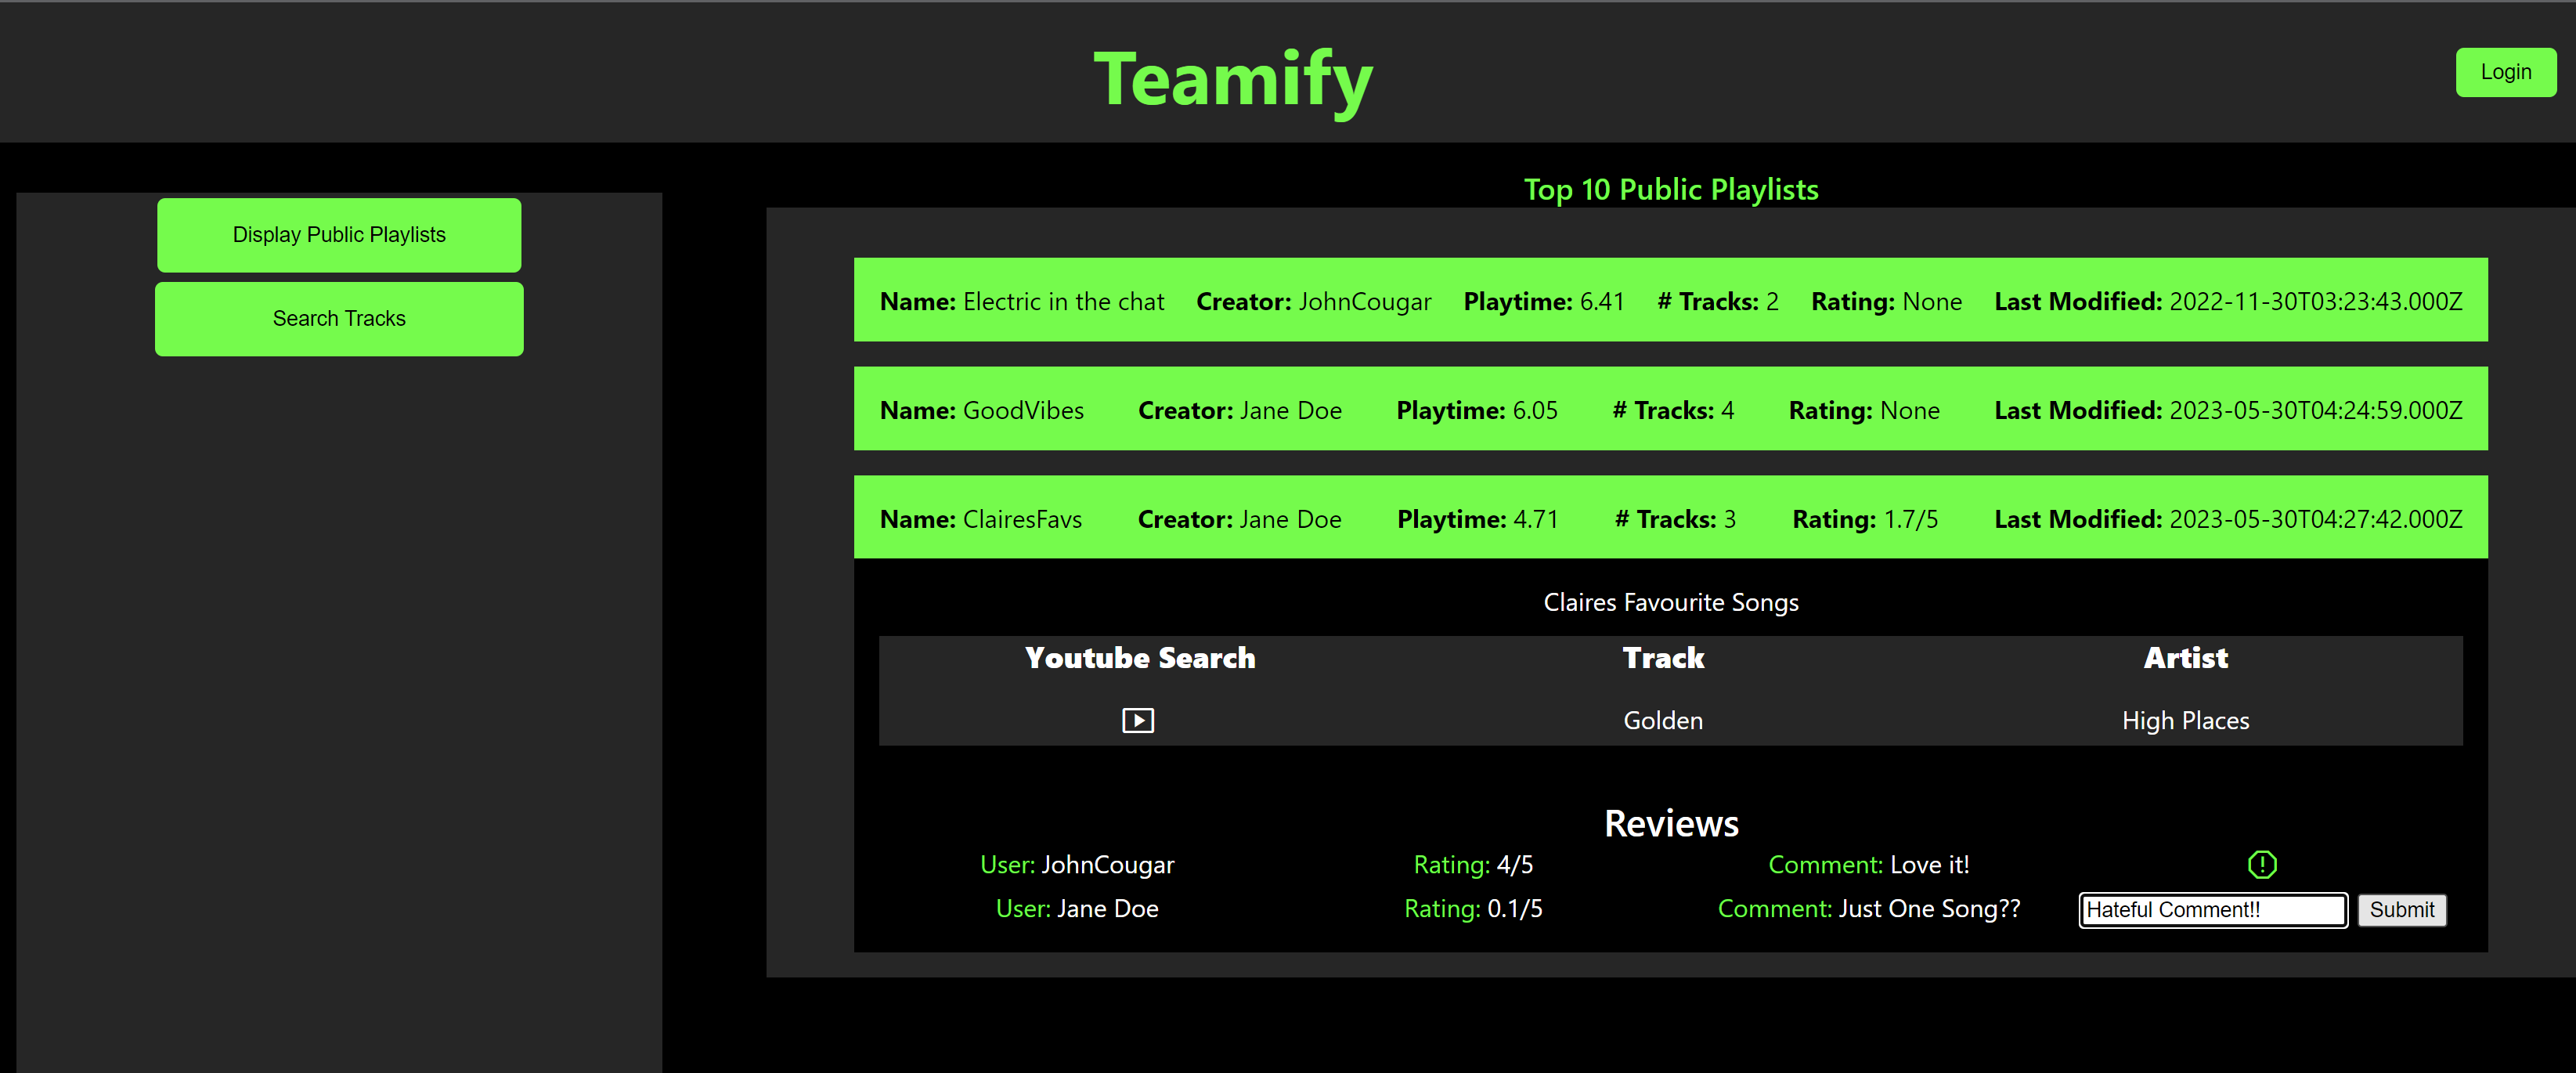 Teamify
Login
Display Public Playlists
Search Tracks
Top 10 Public Playlists
Name: Electric in the chat Creator: JohnCougar Playtime: 6.41 # Tracks: 2 Rating: None Last Modified: 2022-11-30T03:23:43.000Z
Name: GoodVibes Creator: Jane Doe Playtime: 6.05 # Tracks: 4 Rating: None Last Modified: 2023-05-30T04:24:59.000Z
Name: ClairesFavs Creator: Jane Doe Playtime: 4.71 # Tracks: 3 Rating: 1.7/5 Last Modified: 2023-05-30T04:27:42.000Z
Claires Favourite Songs
Youtube Search Track Artist
Golden High Places
Reviews
User: JohnCougar Rating: 4/5 Comment: Love it!
User: Jane Doe Rating: 0.1/5 Comment: Just One Song?? Hateful Comment!! Submit